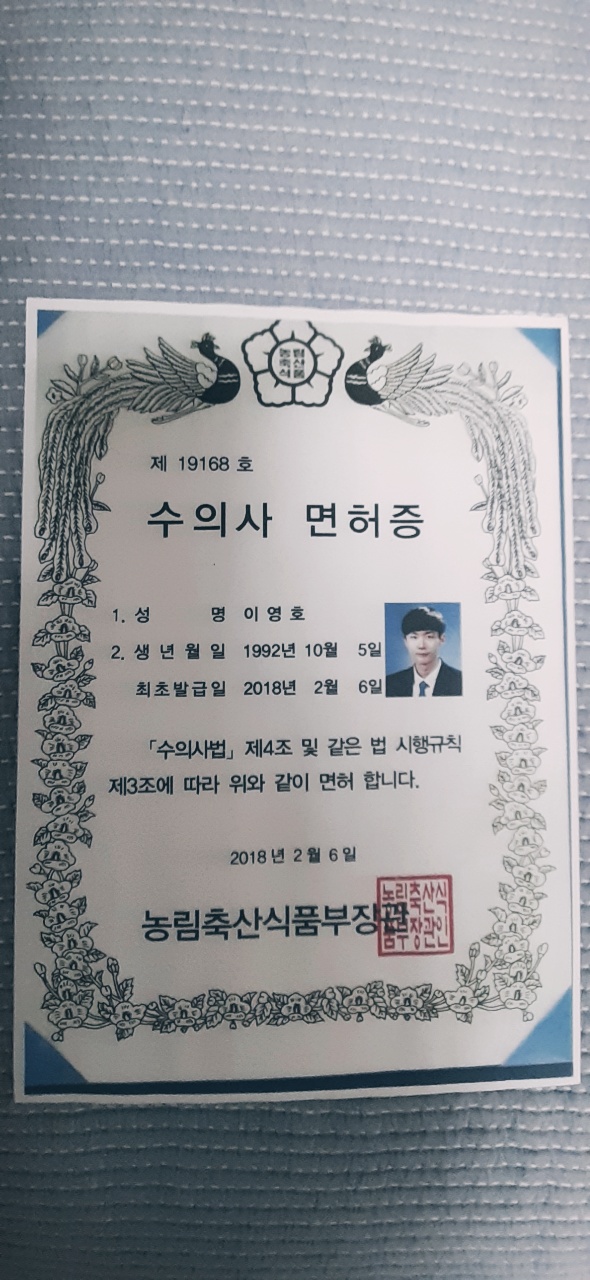 농림
축산
식품
제 19168 호
수의사 면허증
1. 성 명 이영호
2. 생년월일 1992년 10월 5일
최초발급일 2018년 2월 6일
「수의사법」 제4조 및 같은 법 시행규칙
제3조에 따라 위와 같이 면허 합니다.
2018년 2월 6일
농림축산식품부장관
농림축산식
품부장관인